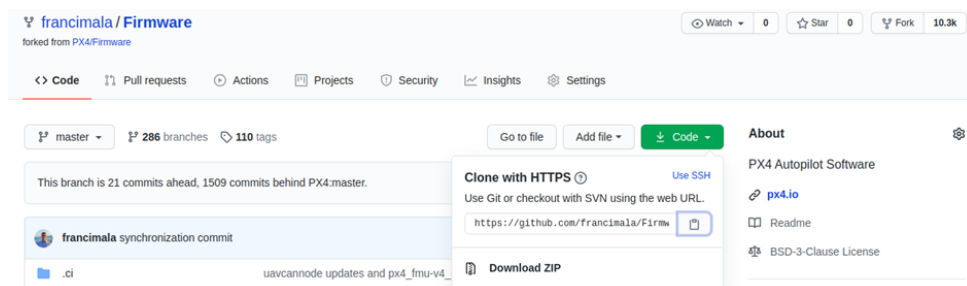 francimala / Firmware
Watch 0 Star 0 Fork 10.3k
forked from PX4/Firmware
<> Code Pull requests Actions Projects Security Insights Settings
master 286 branches 110 tags Go to file Add file Code About
PX4 Autopilot Software
This branch is 21 commits ahead, 1509 commits behind PX4:master. Clone with HTTPS Use SSH
Use Git or checkout with SVN using the web URL. px4.io
https://github.com/francimala/Firmw Readme
francimala synchronization commit BSD-3-Clause License
.ci uavcannode updates and px4_fmu-v4_ Download ZIP